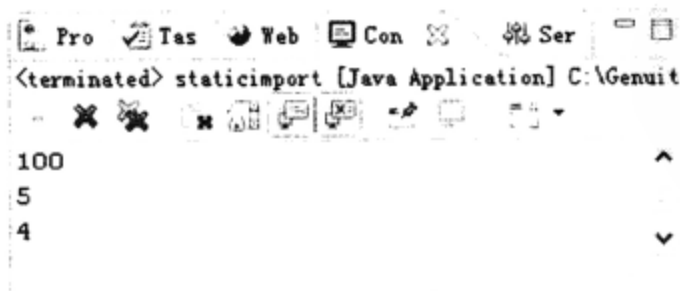 Pro Tas Web Con Ser
<terminated> staticimport [Java Application] C:\Genuit
100
5
4